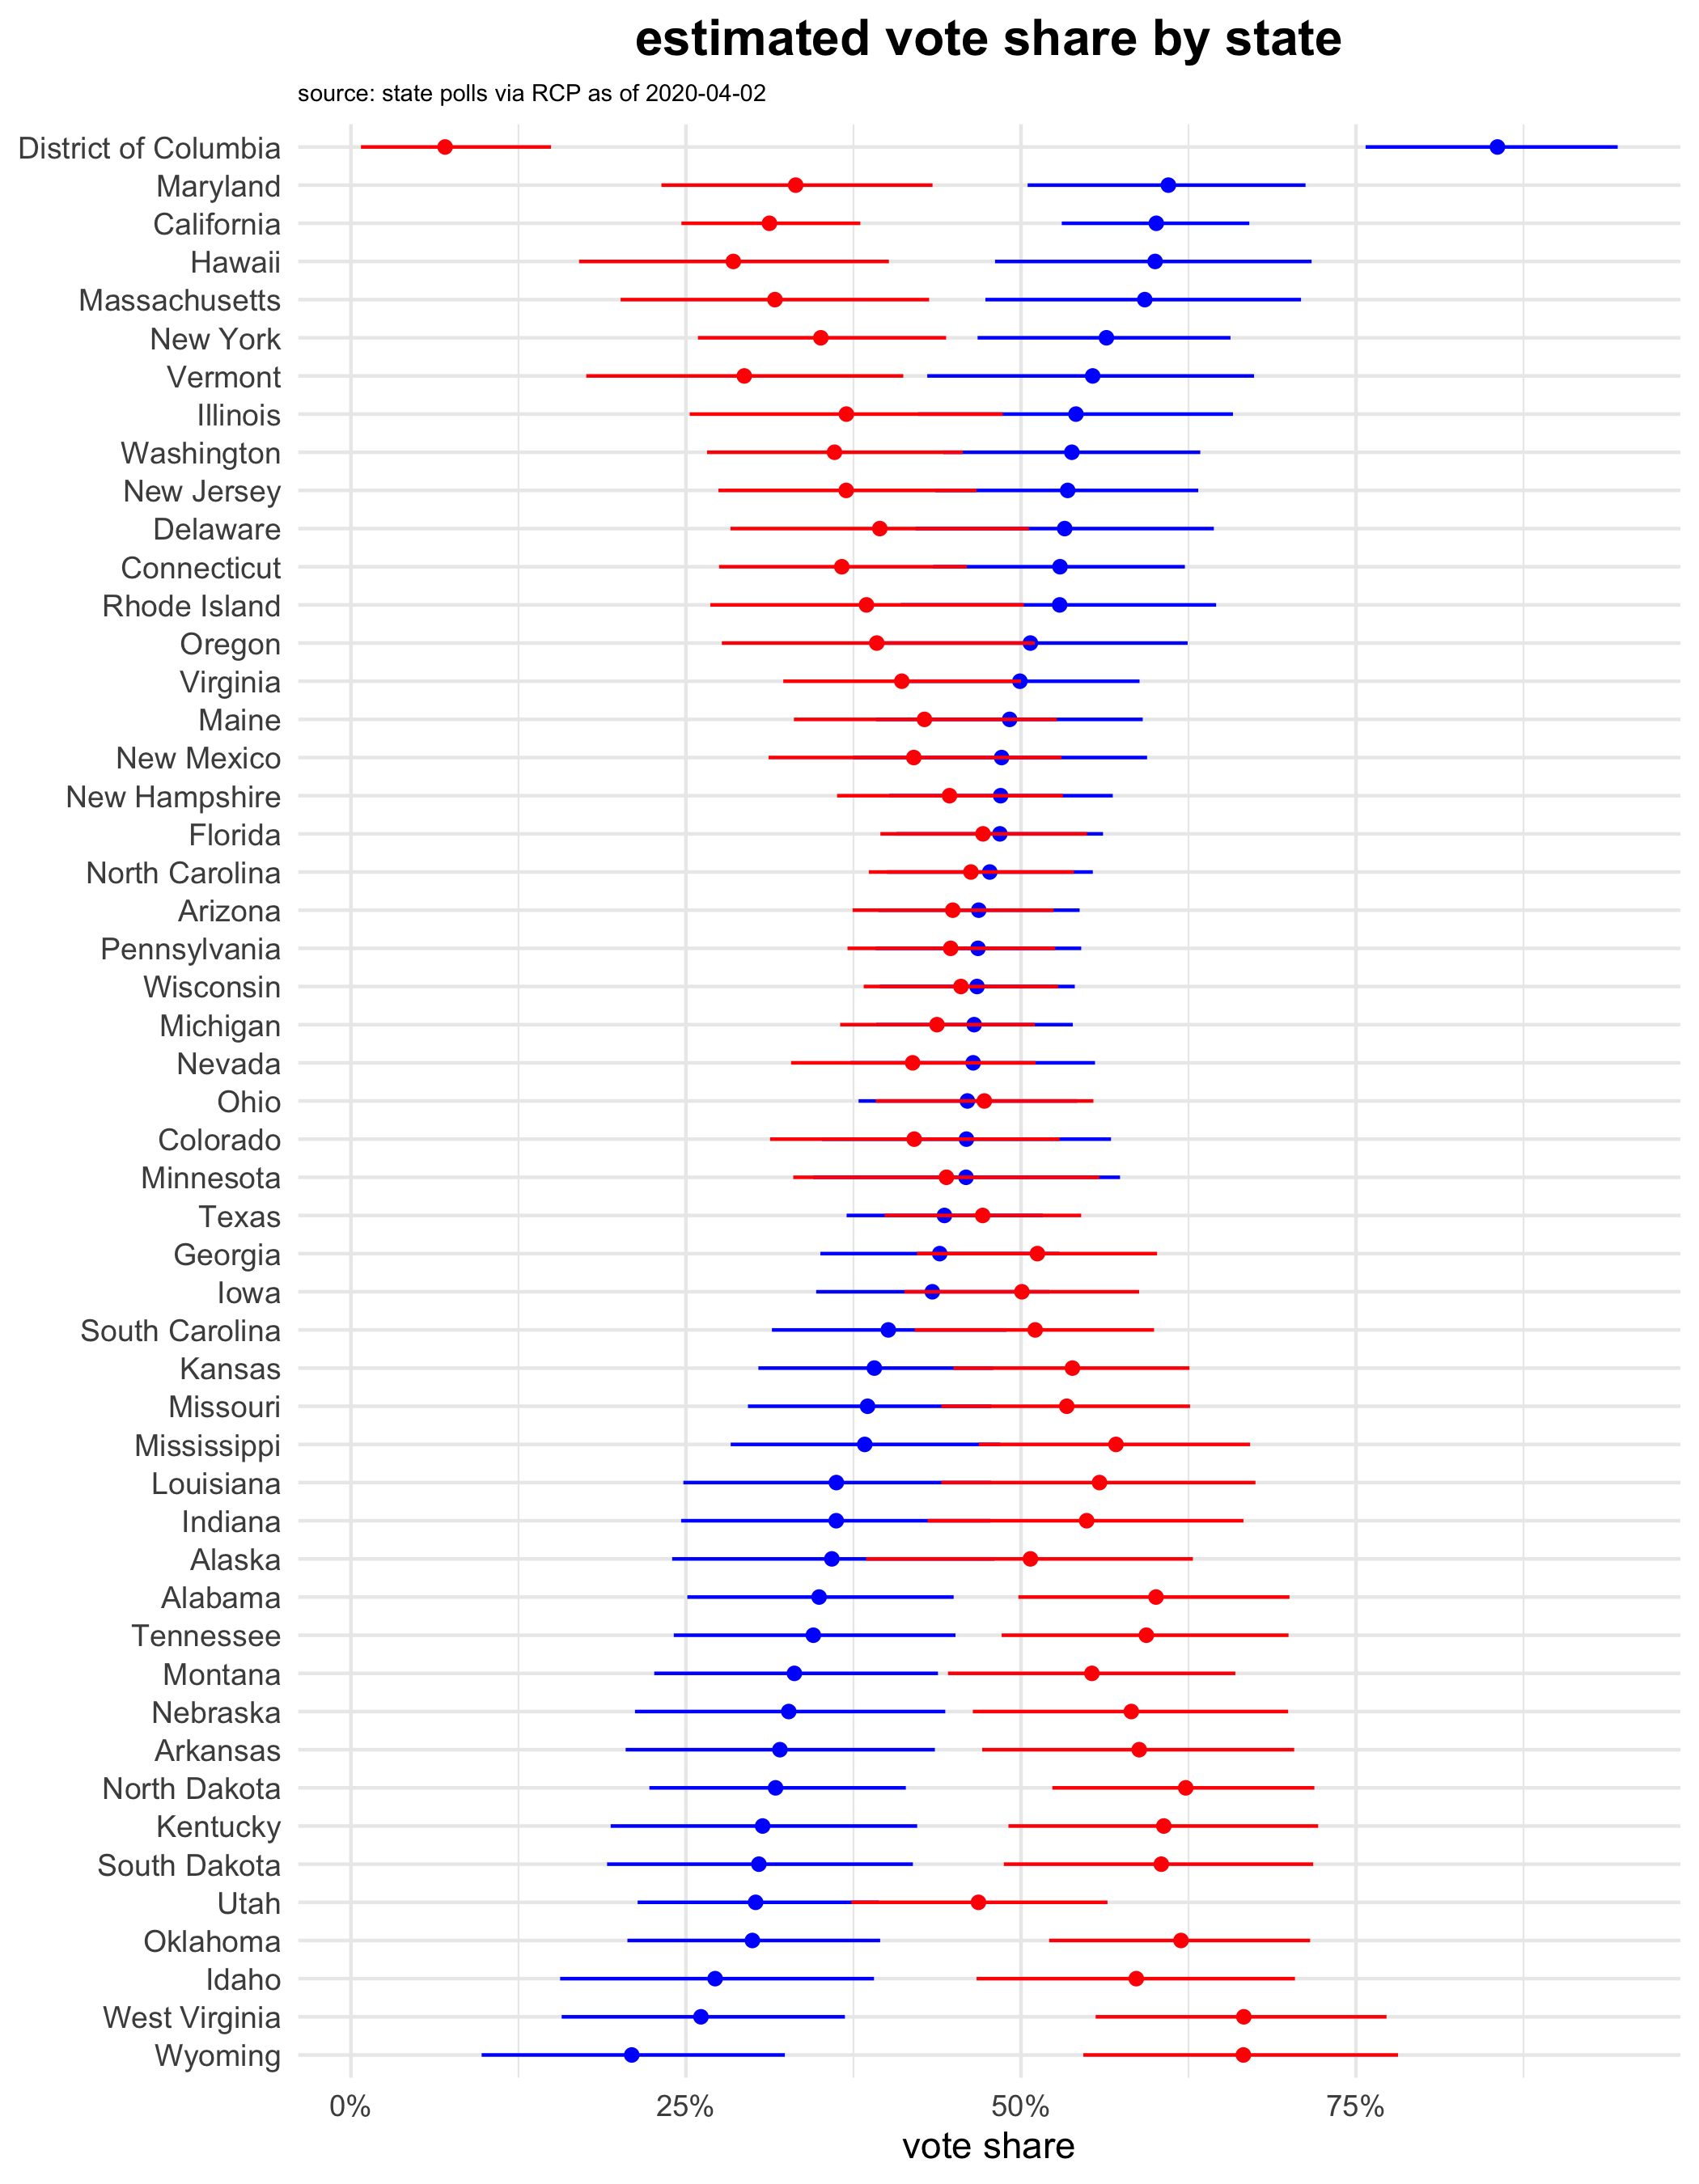 estimated vote share by state
source: state polls via RCP as of 2020-04-02
District of Columbia
Maryland
California
Hawaii
Massachusetts
New York
Vermont
Illinois
Washington
New Jersey
Delaware
Connecticut
Rhode Island
Oregon
Virginia
Maine
New Mexico
New Hampshire
Florida
North Carolina
Arizona
Pennsylvania
Wisconsin
Michigan
Nevada
Ohio
Colorado
Minnesota
Texas
Georgia
Iowa
South Carolina
Kansas
Missouri
Mississippi
Louisiana
Indiana
Alaska
Alabama
Tennessee
Montana
Nebraska
Arkansas
North Dakota
Kentucky
South Dakota
Utah
Oklahoma
Idaho
West Virginia
Wyoming
0% 25% 50% 75%
vote share